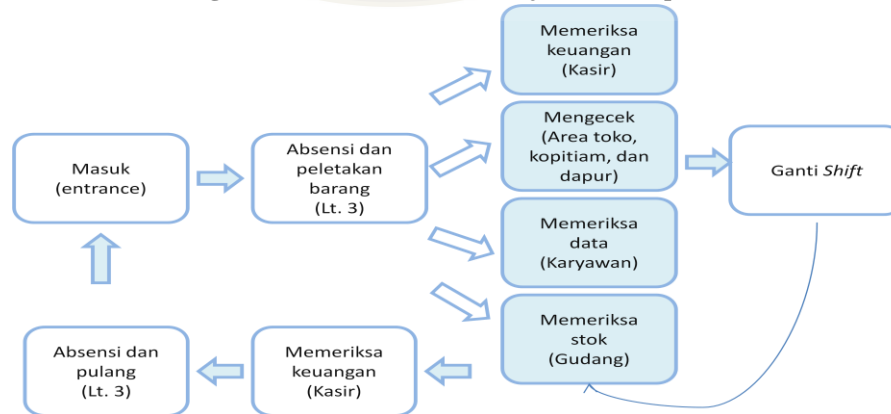 Masuk
(entrance)
Absensi dan
peletakan
barang
(Lt. 3)
Memeriksa
keuangan
(Kasir)
Mengecek
(Area toko,
kopitiam, dan
dapur)
Memeriksa
data
(Karyawan)
Memeriksa
stok
(Gudang)
Ganti Shift
Memeriksa
keuangan
(Kasir)
Absensi dan
pulang
(Lt. 3)